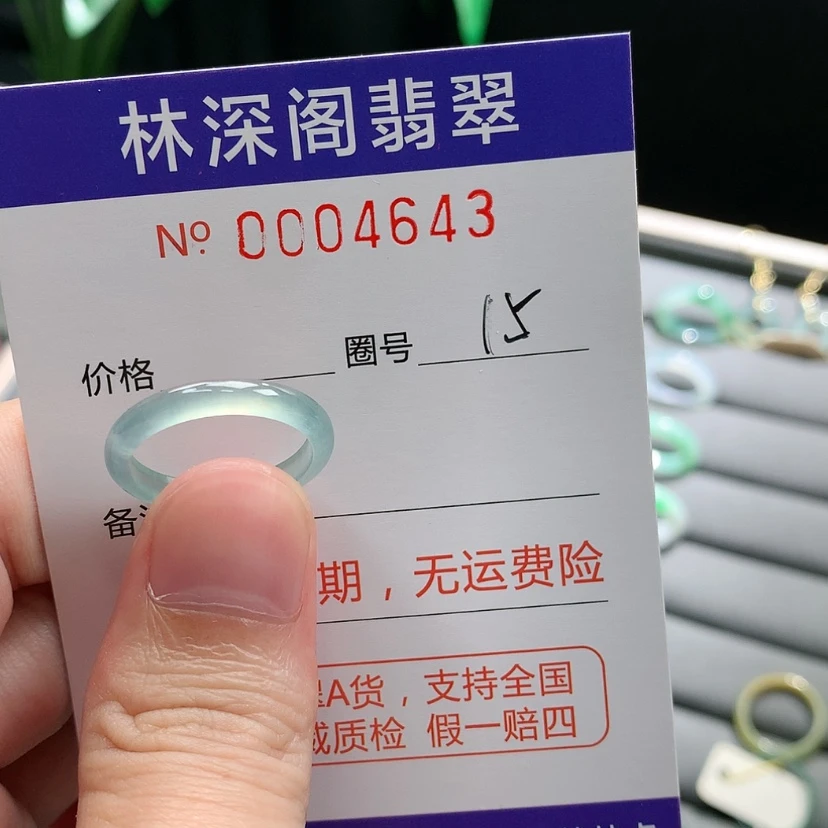 林深阁翡翠
Nº 0004643
价格 圈号 15
备
期，无运费险
A货，支持全国
质检 假一赔四